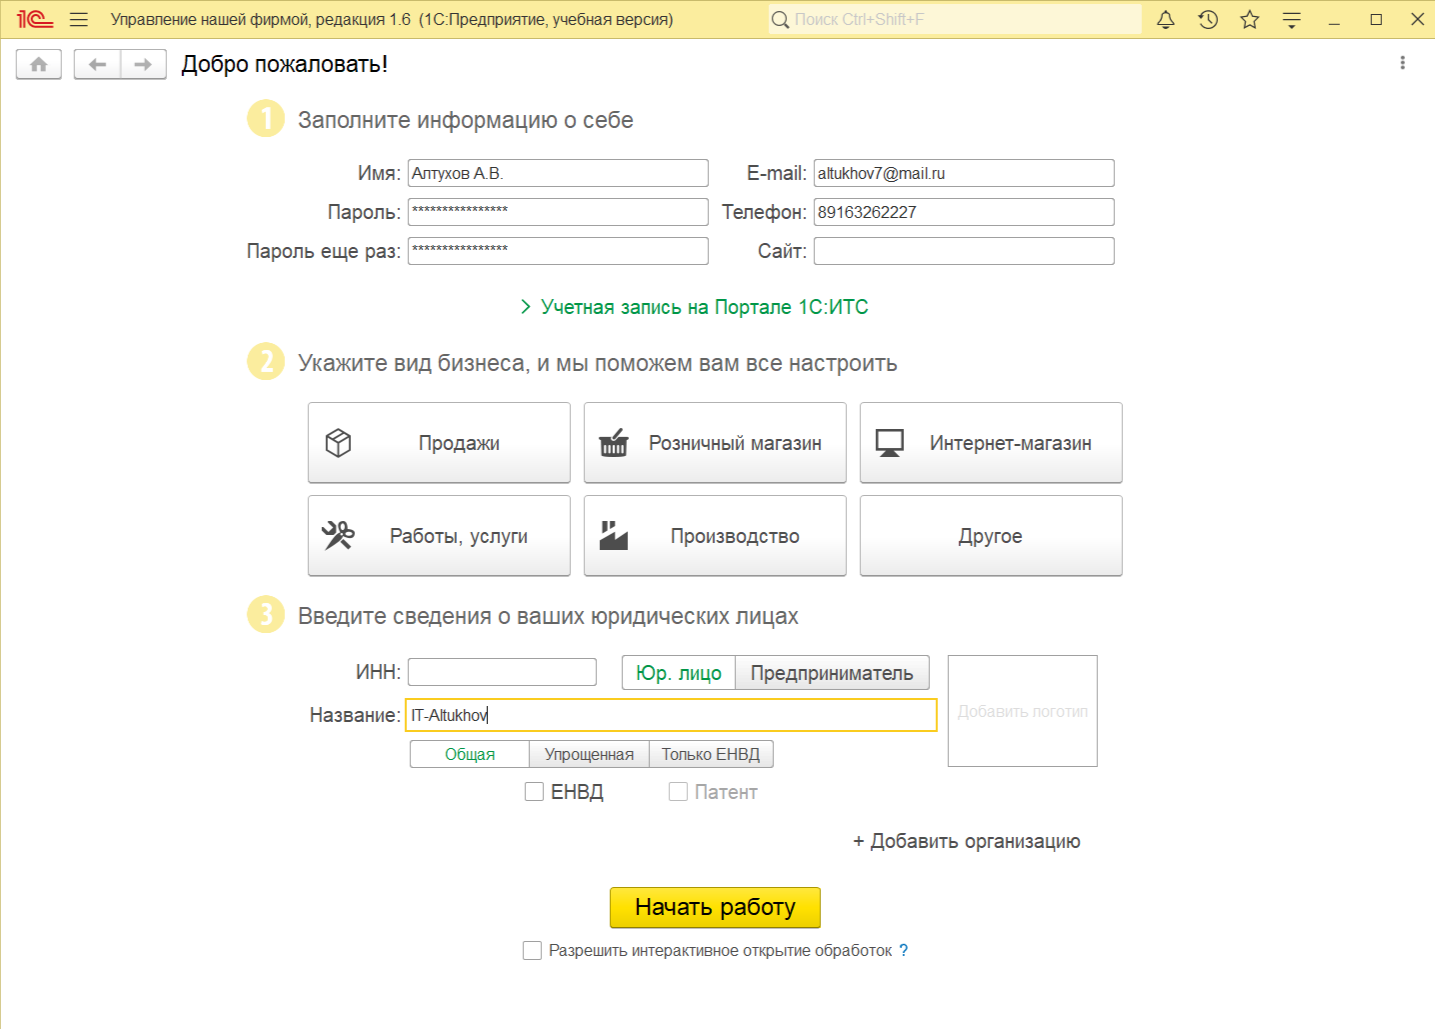 1С Управление нашей фирмой, редакция 1.6 (1С:Предприятие, учебная версия) Поиск Ctrl+Shift+F
Добро пожаловать!
1 Заполните информацию о себе
Имя: Алтухов А.В. E-mail: altukhov7@mail.ru
Пароль: **************** Телефон: 89163262227
Пароль еще раз: **************** Сайт:
Учетная запись на Портале 1С:ИТС
2 Укажите вид бизнеса, и мы поможем вам все настроить
Продажи Розничный магазин Интернет-магазин
Работы, услуги Производство Другое
3 Введите сведения о ваших юридических лицах
ИНН: Юр. лицо Предприниматель
Название: IT-Altukhov Добавить логотип
Общая Упрощенная Только ЕНВД
ЕНВД Патент
+ Добавить организацию
Начать работу
Разрешить интерактивное открытие обработок ?